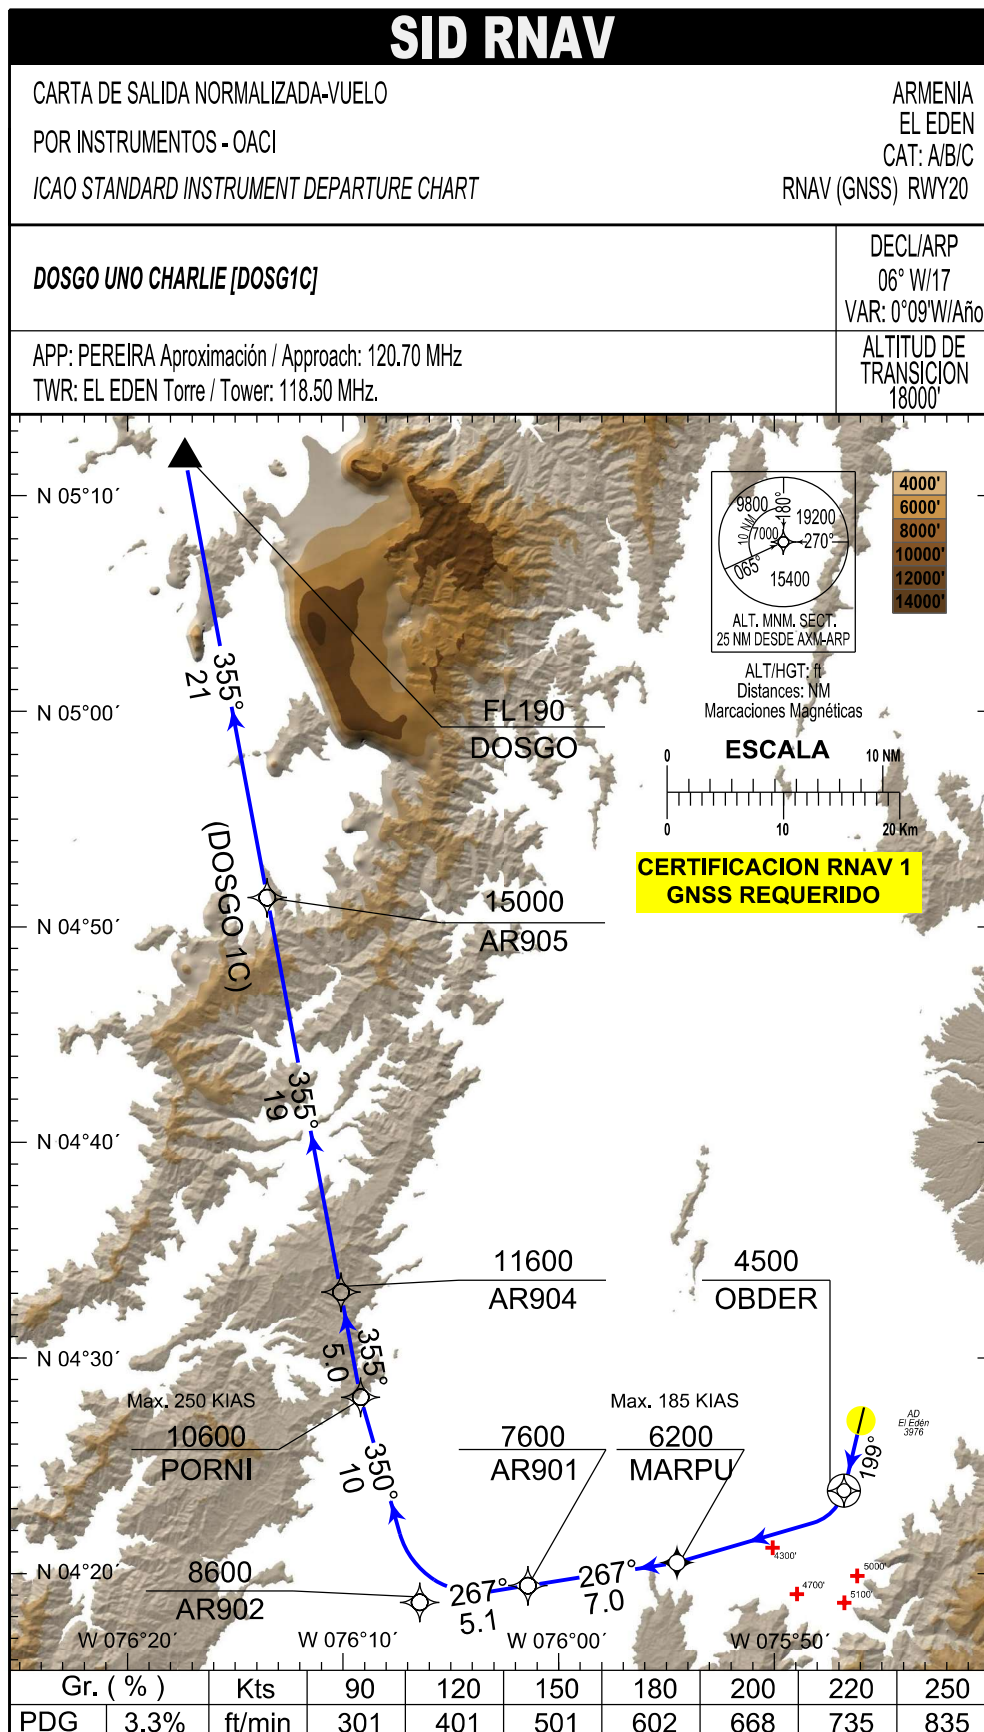 SID RNAV
CARTA DE SALIDA NORMALIZADA-VUELO
POR INSTRUMENTOS - OACI
ICAO STANDARD INSTRUMENT DEPARTURE CHART
ARMENIA
EL EDEN
CAT: A/B/C
RNAV (GNSS) RWY20
DOSGO UNO CHARLIE [DOSG1C]
DECL/ARP
06° W/17
VAR: 0°09'W/Año
APP: PEREIRA Aproximación / Approach: 120.70 MHz
TWR: EL EDEN Torre / Tower: 118.50 MHz.
ALTITUD DE
TRANSICION
18000'
N 05°10´
9800
180°
19200
10 NM
7000
270°
065°
15400
ALT. MNM. SECT.
25 NM DESDE AXM-ARP
4000'
6000'
8000'
10000'
12000'
14000'
ALT/HGT: ft
Distances: NM
Marcaciones Magnéticas
355°
21
N 05°00´
FL190
DOSGO
ESCALA
0
10 NM
0
10
20 Km
CERTIFICACION RNAV 1
GNSS REQUERIDO
(DOSGO 1C)
15000
AR905
N 04°50´
355°
19
N 04°40´
11600
AR904
4500
OBDER
N 04°30´
355°
5.0
Max. 250 KIAS
10600
PORNI
350°
10
7600
AR901
Max. 185 KIAS
6200
MARPU
AD
El Edén
3976
199°
N 04°20´
8600
AR902
267°
5.1
267°
7.0
4300'
4700'
5000'
5100'
W 076°20´
W 076°10´
W 076°00´
W 075°50´
Gr. ( % ) Kts 90 120 150 180 200 220 250
PDG 3.3% ft/min 301 401 501 602 668 735 835